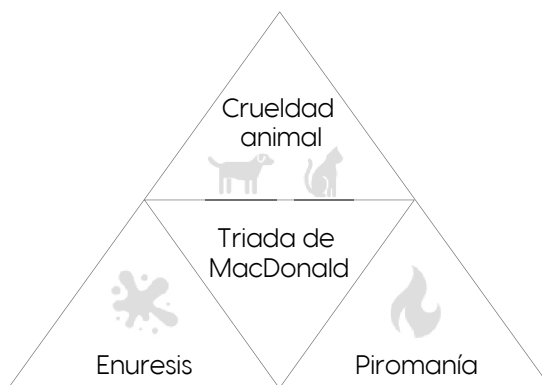 Crueldad
animal
Triada de
MacDonald
Enuresis
Piromanía